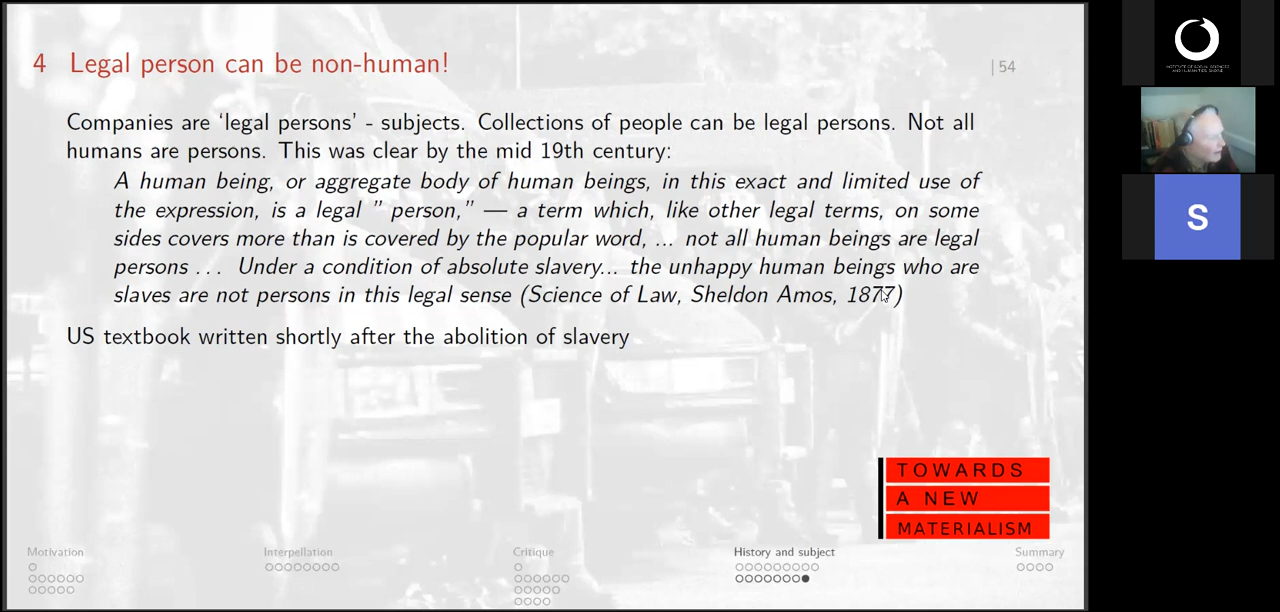 4 Legal person can be non-human!
| 54
Companies are ‘legal persons’ - subjects. Collections of people can be legal persons. Not all
humans are persons. This was clear by the mid 19th century:
A human being, or aggregate body of human beings, in this exact and limited use of
the expression, is a legal ” person,” — a term which, like other legal terms, on some
sides covers more than is covered by the popular word, ... not all human beings are legal
persons . . . Under a condition of absolute slavery... the unhappy human beings who are
slaves are not persons in this legal sense (Science of Law, Sheldon Amos, 1877)
US textbook written shortly after the abolition of slavery
TOWARDS
A NEW
MATERIALISM
Motivation
Interpellation
Critique
History and subject
Summary
INSTITUTE OF SOCIAL SCIENCES
S